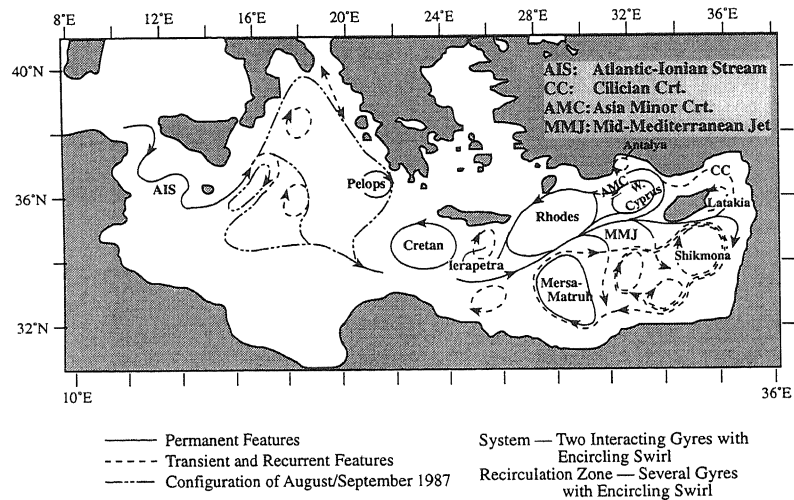 8°E 12°E 16°E 20°E 24°E 28°E 32°E 36°E
40°N
36°N
32°N
10°E 36°E
AIS: Atlantic-Ionian Stream
CC: Cilician Crt.
AMC: Asia Minor Crt.
MMJ: Mid-Mediterranean Jet
Antalya
CC
AMC
W.
Cyprus
Latakia
AIS
Pelops
Rhodes
MMJ
Cretan
Ierapetra
Shikmona
Mersa-
Matruh
Permanent Features
Transient and Recurrent Features
Configuration of August/September 1987
System — Two Interacting Gyres with
Encircling Swirl
Recirculation Zone — Several Gyres
with Encircling Swirl